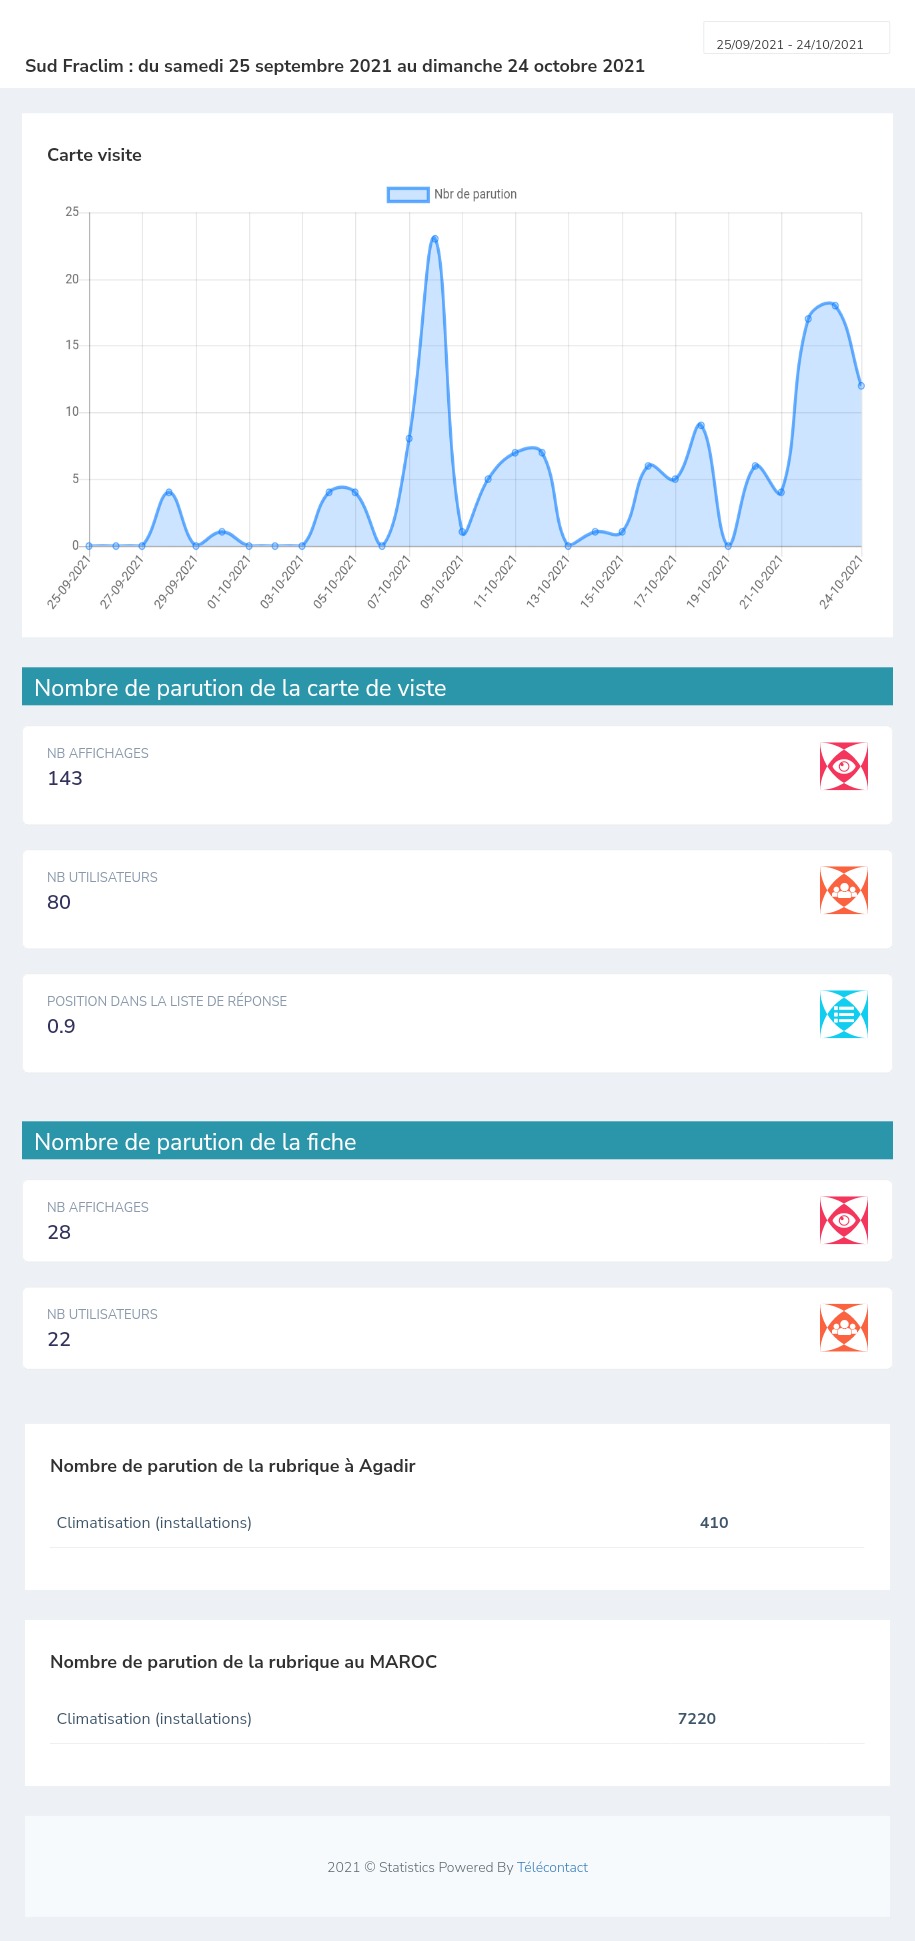 25/09/2021 - 24/10/2021
Sud Fraclim : du samedi 25 septembre 2021 au dimanche 24 octobre 2021
Carte visite
Nbr de parution
25
20
15
10
5
0
25-09-2021 27-09-2021 29-09-2021 01-10-2021 03-10-2021 05-10-2021 07-10-2021 09-10-2021 11-10-2021 13-10-2021 15-10-2021 17-10-2021 19-10-2021 21-10-2021 24-10-2021
Nombre de parution de la carte de viste
NB AFFICHAGES
143
NB UTILISATEURS
80
POSITION DANS LA LISTE DE RÉPONSE
0.9
Nombre de parution de la fiche
NB AFFICHAGES
28
NB UTILISATEURS
22
Nombre de parution de la rubrique à Agadir
Climatisation (installations) 410
Nombre de parution de la rubrique au MAROC
Climatisation (installations) 7220
2021 © Statistics Powered By Télécontact